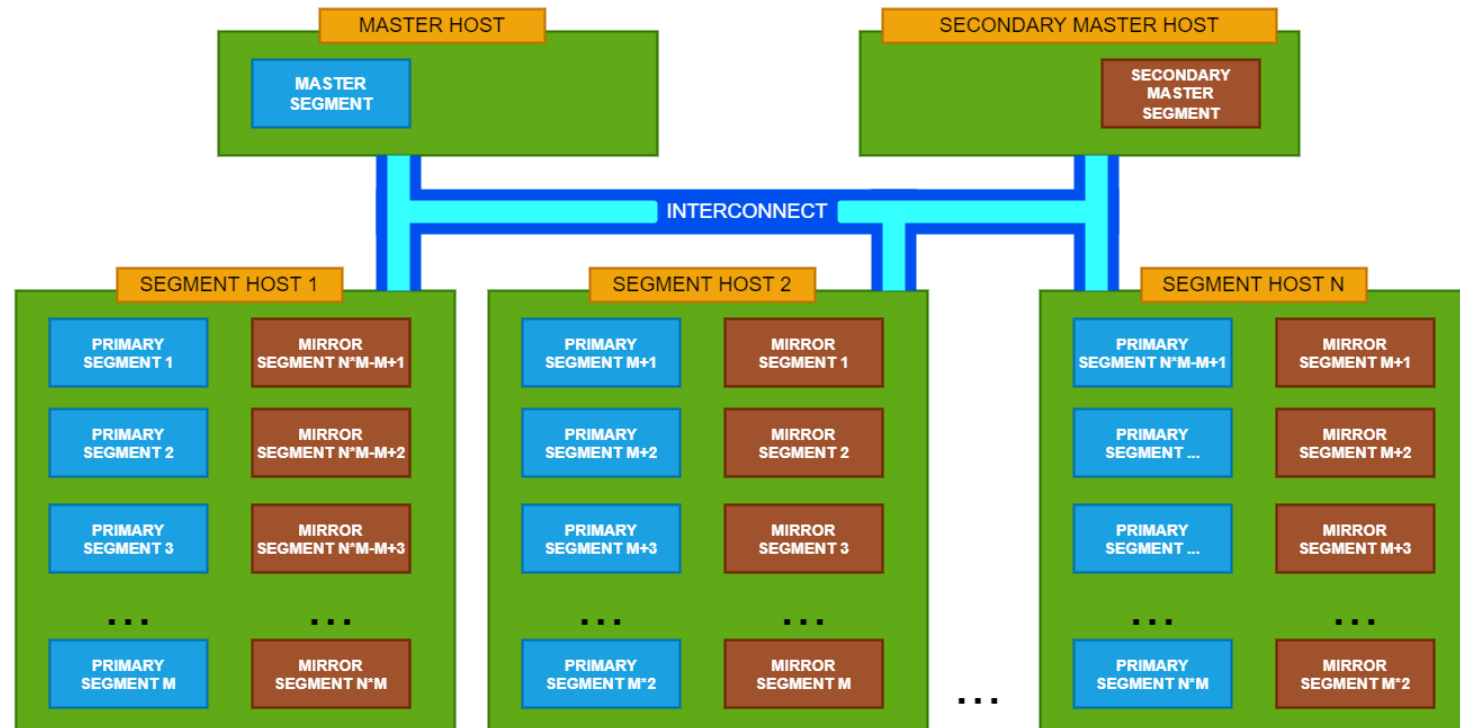 MASTER HOST
SECONDARY MASTER HOST
MASTER
SEGMENT
SECONDARY
MASTER
SEGMENT
INTERCONNECT
SEGMENT HOST 1
PRIMARY
SEGMENT 1
MIRROR
SEGMENT N*M-M+1
PRIMARY
SEGMENT 2
MIRROR
SEGMENT N*M-M+2
PRIMARY
SEGMENT 3
MIRROR
SEGMENT N*M-M+3
... ...
PRIMARY
SEGMENT M
MIRROR
SEGMENT N*M
SEGMENT HOST 2
PRIMARY
SEGMENT M+1
MIRROR
SEGMENT 1
PRIMARY
SEGMENT M+2
MIRROR
SEGMENT 2
PRIMARY
SEGMENT M+3
MIRROR
SEGMENT 3
... ...
PRIMARY
SEGMENT M*2
MIRROR
SEGMENT M
...
SEGMENT HOST N
PRIMARY
SEGMENT N*M-M+1
MIRROR
SEGMENT M+1
PRIMARY
SEGMENT ...
MIRROR
SEGMENT M+2
PRIMARY
SEGMENT ...
MIRROR
SEGMENT M+3
... ...
PRIMARY
SEGMENT N*M
MIRROR
SEGMENT M*2